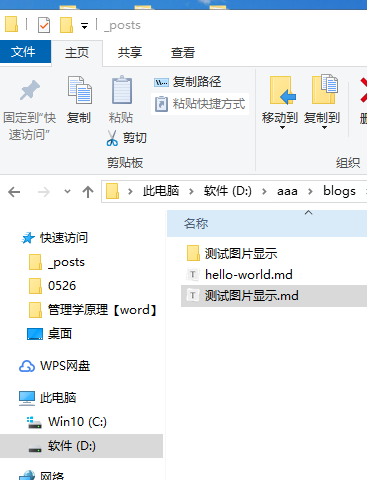 _posts
文件
主页
共享
查看
固定到"快速访问"
复制
粘贴
复制路径
粘贴快捷方式
剪切
移动到
复制到
剪贴板
组织
此电脑 > 软件 (D:) > aaa > blogs
名称
快速访问
_posts
0526
管理学原理【word】
桌面
WPS网盘
此电脑
Win10 (C:)
软件 (D:)
网络
测试图片显示
hello-world.md
测试图片显示.md